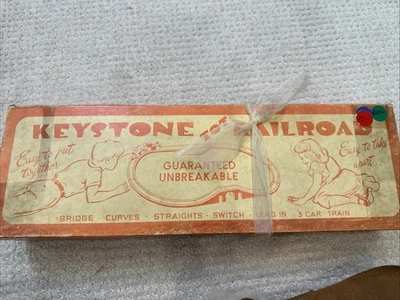 KEYSTONE TOT RAILROAD
Easy to put
together
GUARANTEED
UNBREAKABLE
Easy to take
apart
BRIDGE · CURVES · STRAIGHTS · SWITCH · LEAD IN · 3 CAR TRAIN